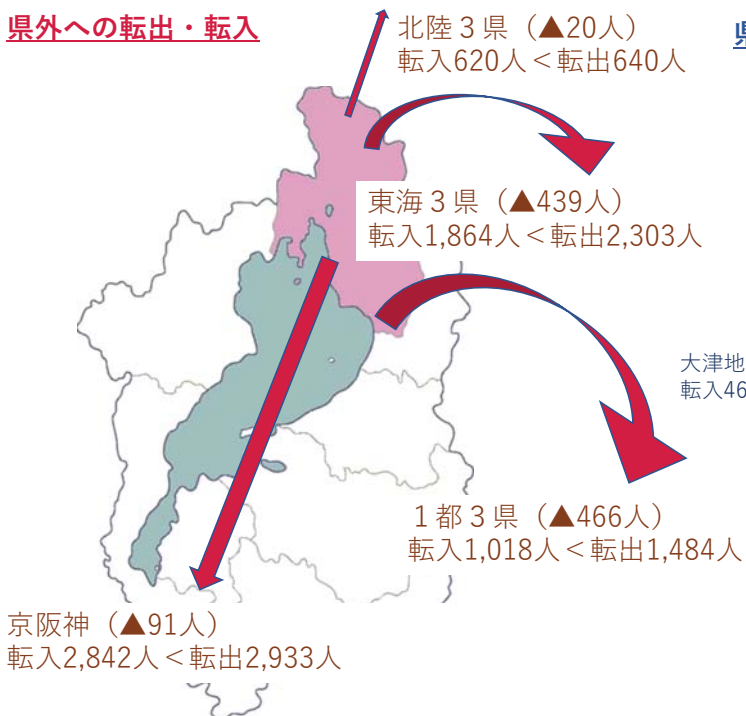 県外への転出・転入
県
北陸3県（▲20人）
転入620人＜転出640人
東海3県（▲439人）
転入1,864人＜転出2,303人
大津地
転入46
1都3県（▲466人）
転入1,018人＜転出1,484人
京阪神（▲91人）
転入2,842人＜転出2,933人